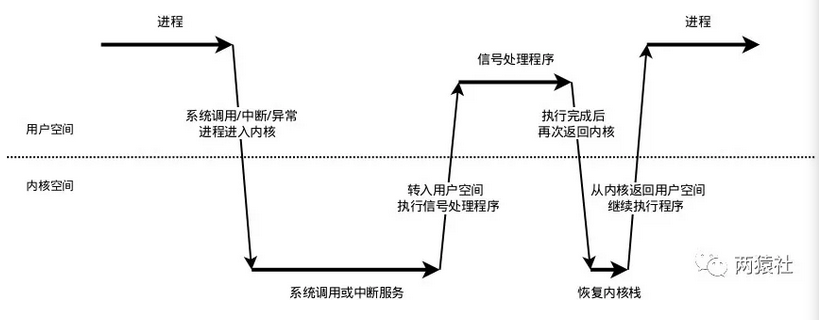 进程
进程
信号处理程序
系统调用/中断/异常
进程进入内核
执行完成后
再次返回内核
用户空间
内核空间
转入用户空间
执行信号处理程序
从内核返回用户空间
继续执行程序
系统调用或中断服务
恢复内核栈
两猿社